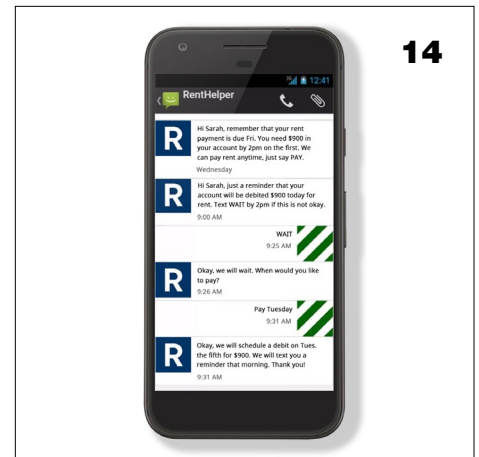 14
3G 12:41
RentHelper
R
Hi Sarah, remember that your rent
payment is due Fri. You need $900 in
your account by 2pm on the first. We
can pay rent anytime, just say PAY.
Wednesday
R
Hi Sarah, just a reminder that your
account will be debited $900 today for
rent. Text WAIT by 2pm if this is not okay.
9:00 AM
WAIT
9:25 AM
R
Okay, we will wait. When would you like
to pay?
9:26 AM
Pay Tuesday
9:31 AM
R
Okay, we will schedule a debit on Tues.
the fifth for $900. We will text you a
reminder that morning. Thank you!
9:31 AM